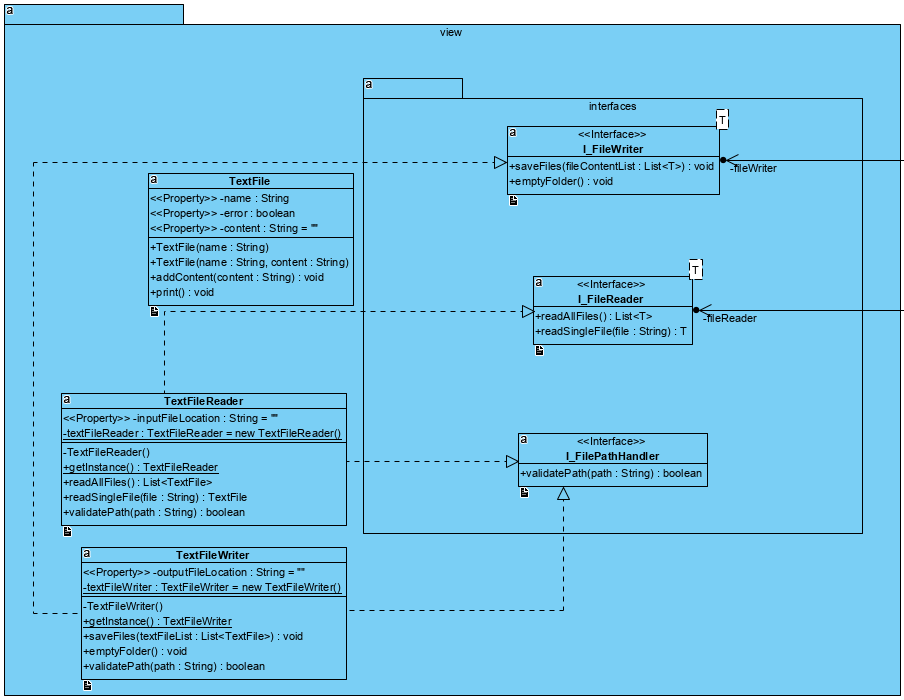 a
view
a
interfaces
T
a
<<Interface>>
I_FileWriter
+saveFiles(fileContentList : List<T>) : void
+emptyFolder() : void
-fileWriter
a
TextFile
<<Property>> -name : String
<<Property>> -error : boolean
<<Property>> -content : String = ""
+TextFile(name : String)
+TextFile(name : String, content : String)
+addContent(content : String) : void
+print() : void
T
a
<<Interface>>
I_FileReader
+readAllFiles() : List<T>
+readSingleFile(file : String) : T
-fileReader
a
TextFileReader
<<Property>> -inputFileLocation : String = ""
-textFileReader : TextFileReader = new TextFileReader()
-TextFileReader()
+getInstance() : TextFileReader
+readAllFiles() : List<TextFile>
+readSingleFile(file : String) : TextFile
+validatePath(path : String) : boolean
a
<<Interface>>
I_FilePathHandler
+validatePath(path : String) : boolean
a
TextFileWriter
<<Property>> -outputFileLocation : String = ""
-textFileWriter : TextFileWriter = new TextFileWriter()
-TextFileWriter()
+getInstance() : TextFileWriter
+saveFiles(textFileList : List<TextFile>) : void
+emptyFolder() : void
+validatePath(path : String) : boolean